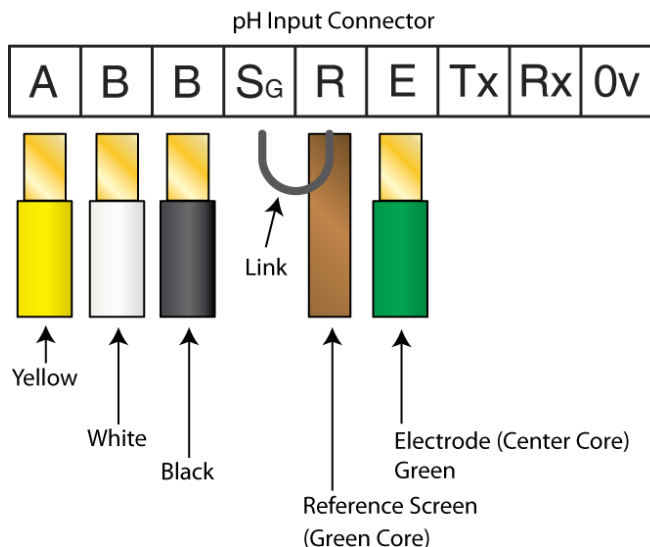 pH Input Connector
A B B SG R E Tx Rx 0v
Link
Yellow
White
Black
Electrode (Center Core)
Green
Reference Screen
(Green Core)